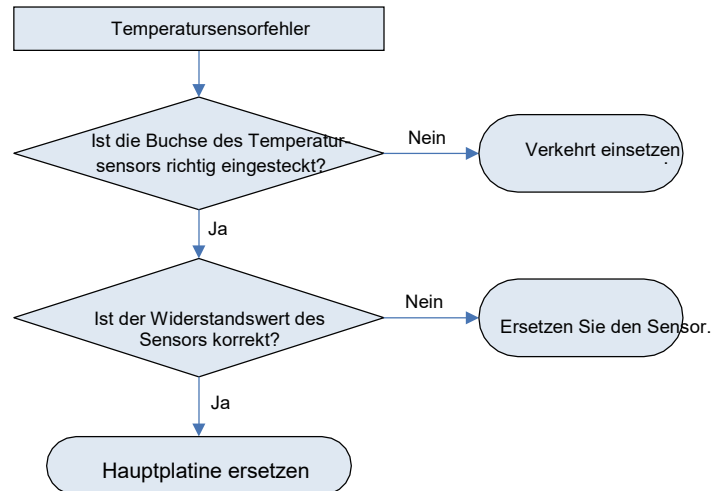 Temperatursensorfehler
Ist die Buchse des Temperatur-
sensors richtig eingesteckt?
Nein
Verkehrt einsetzen
.
Ja
Ist der Widerstandswert des
Sensors korrekt?
Nein
Ersetzen Sie den Sensor.
Ja
Hauptplatine ersetzen